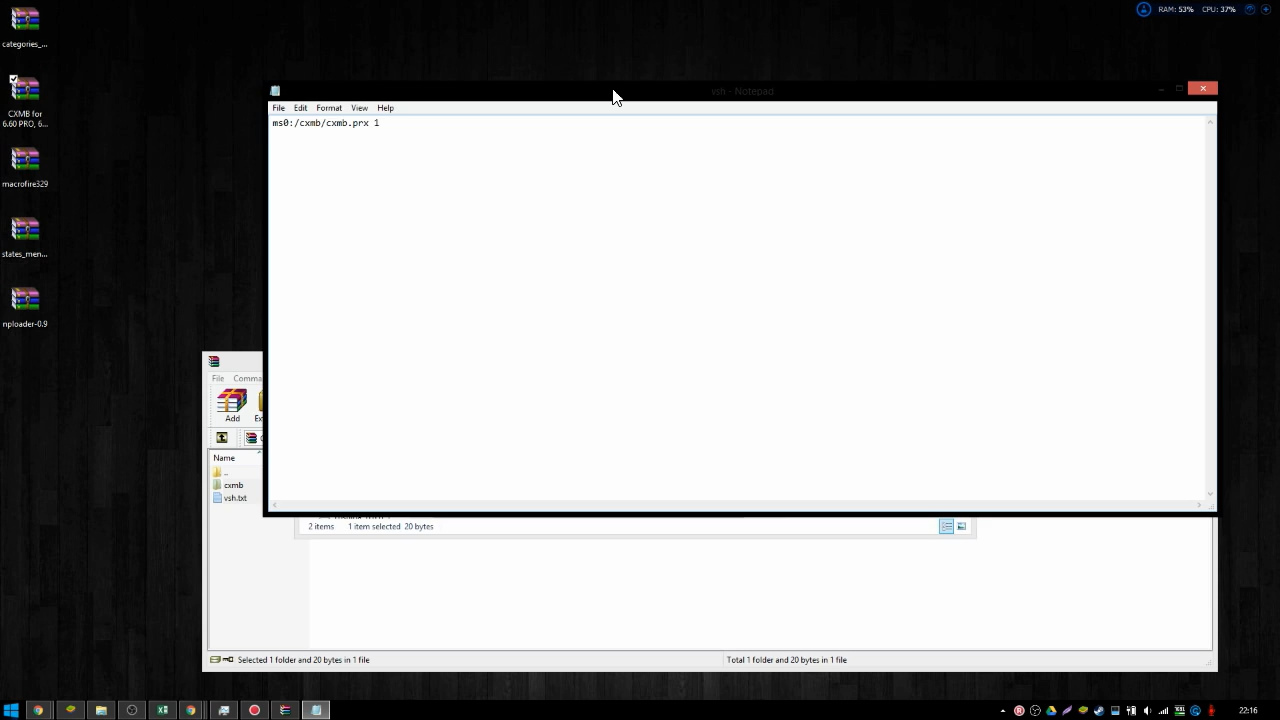 RAM: 53% CPU: 37%
categories_...
CXMB for
6.60 PRO, 6...
macrofire329
states_men...
nploader-0.9
vsh - Notepad
File Edit Format View Help
ms0:/cxmb/cxmb.prx 1
File Comma
Add
Name
..
cxmb
vsh.txt
2 items 1 item selected 20 bytes
Selected 1 folder and 20 bytes in 1 file
Total 1 folder and 20 bytes in 1 file
22:16